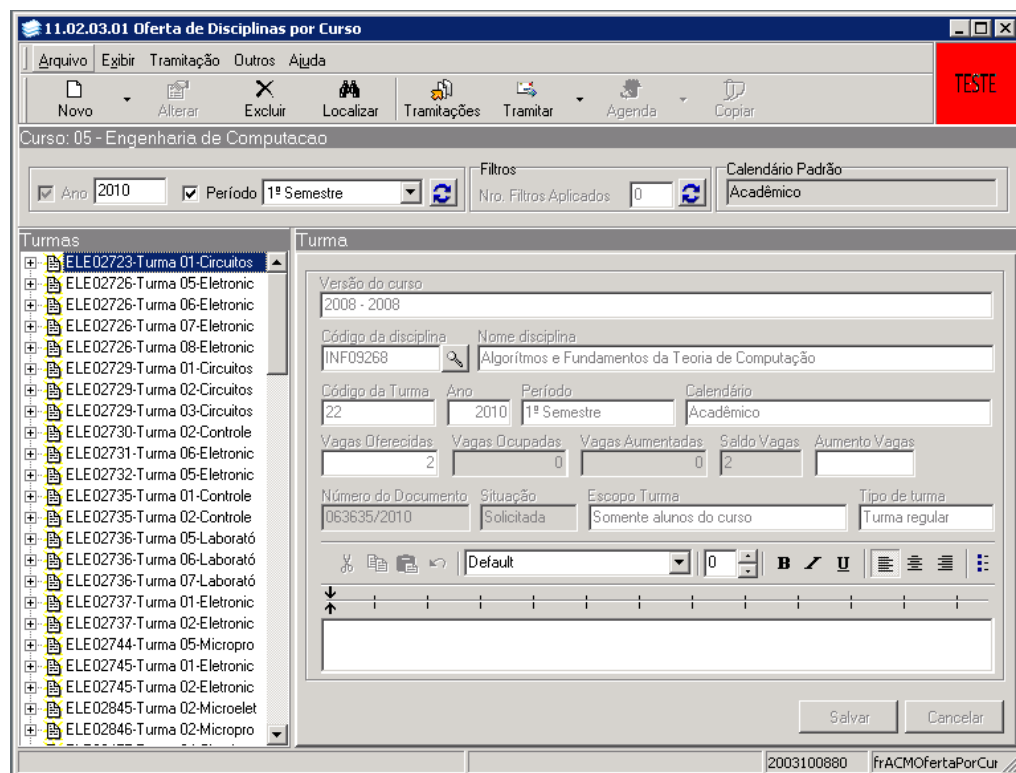 11.02.03.01 Oferta de Disciplinas por Curso
Arquivo Exibir Tramitação Outros Ajuda
Novo Alterar Excluir Localizar Tramitações Tramitar Agenda Copiar
TESTE
Curso: 05 - Engenharia de Computacao
Ano 2010 Período 1º Semestre
Filtros
Nro. Filtros Aplicados 0
Calendário Padrão
Acadêmico
Turmas
ELE02723-Turma 01-Circuitos
ELE02726-Turma 05-Eletronic
ELE02726-Turma 06-Eletronic
ELE02726-Turma 07-Eletronic
ELE02726-Turma 08-Eletronic
ELE02729-Turma 01-Circuitos
ELE02729-Turma 02-Circuitos
ELE02729-Turma 03-Circuitos
ELE02730-Turma 02-Controle
ELE02731-Turma 06-Eletronic
ELE02732-Turma 05-Eletronic
ELE02735-Turma 01-Controle
ELE02735-Turma 02-Controle
ELE02736-Turma 05-Laborató
ELE02736-Turma 06-Laborató
ELE02736-Turma 07-Laborató
ELE02737-Turma 01-Eletronic
ELE02737-Turma 02-Eletronic
ELE02744-Turma 05-Micropro
ELE02745-Turma 01-Eletronic
ELE02745-Turma 02-Eletronic
ELE02845-Turma 02-Microelet
ELE02846-Turma 02-Micropro
Turma
Versão do curso
2008 - 2008
Código da disciplina Nome disciplina
INF09268 Algorítmos e Fundamentos da Teoria de Computação
Código da Turma Ano Período Calendário
22 2010 1º Semestre Acadêmico
Vagas Oferecidas Vagas Ocupadas Vagas Aumentadas Saldo Vagas Aumento Vagas
2 0 0 2
Número do Documento Situação Escopo Turma Tipo de turma
063635/2010 Solicitada Somente alunos do curso Turma regular
Default 0 B I U
Salvar Cancelar
2003100880 frACMOfertaPorCur